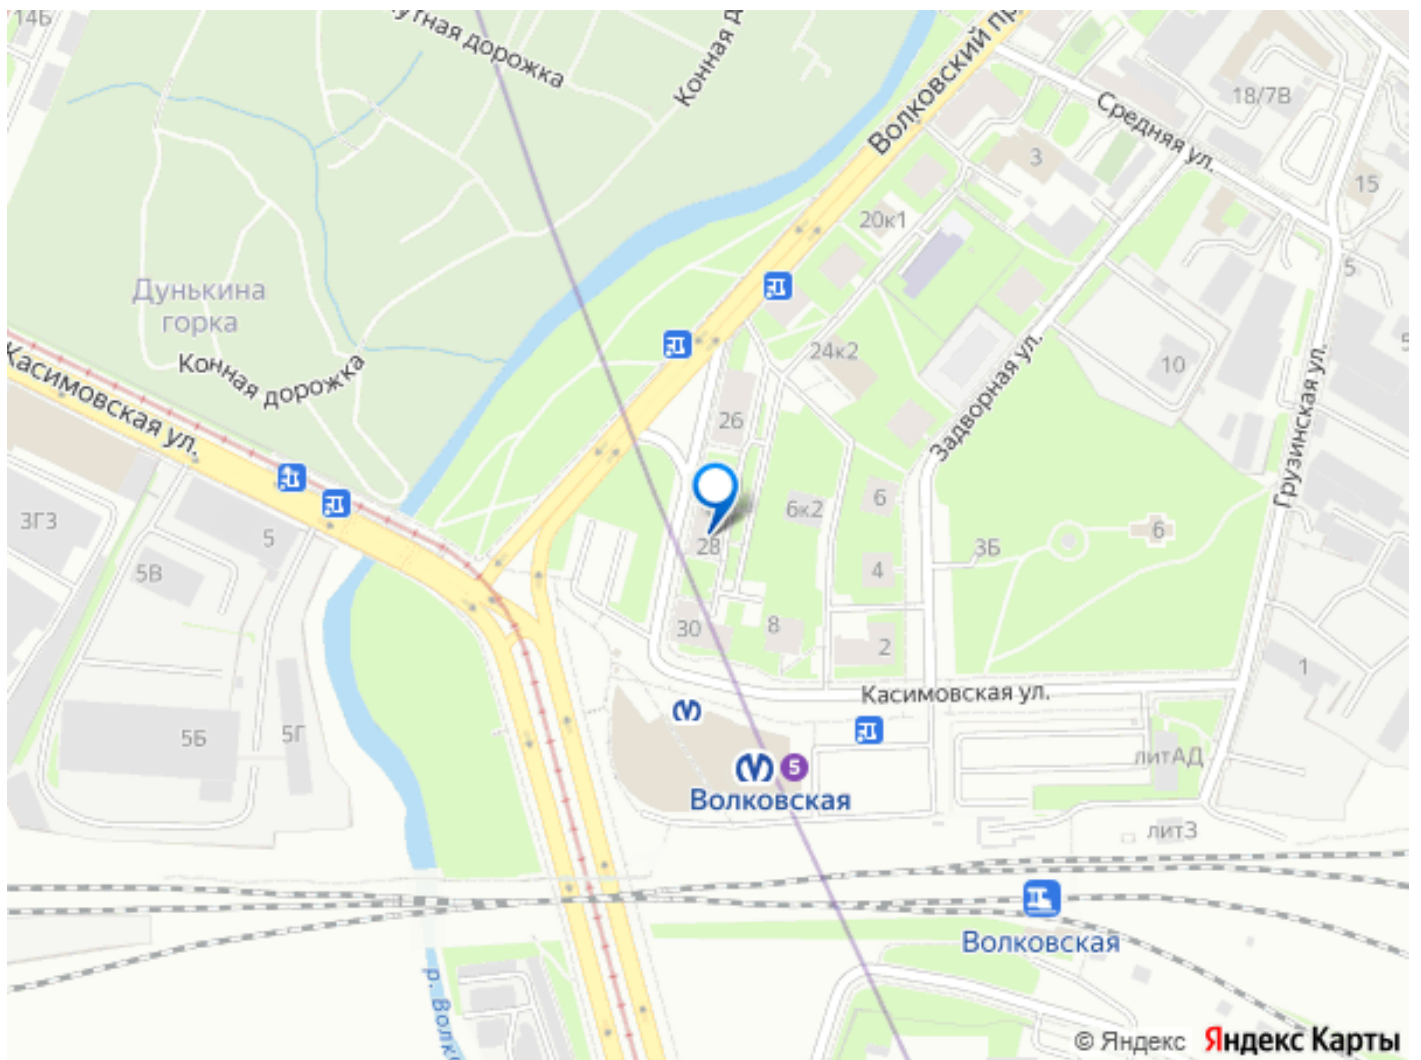 14Б
утная дорожка
Конная д
Волковский пр
18/7В
Средняя ул.
3
15
20к1
5
Дунькина
горка
Конная дорожка
24к2
10
Касимовская ул.
26
Задворная ул.
Грузинская ул.
3Г3
5
6к2
6
28
3Б
6
5В
4
30
8
2
1
Касимовская ул.
5Б
5Г
5
Волковская
литАД
лит3
Волковская
р. Волко
© Яндекс Яндекс Карты